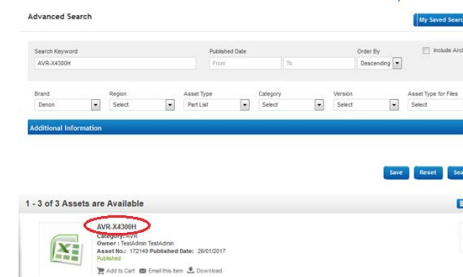 Advanced Search
My Saved Searc
Search Keyword
Published Date
Order By
Include Arc
AVR-X4300H
From
To
Descending
Brand
Region
Asset Type
Category
Version
Asset Type for Files
Denon
Select
Part List
Select
Select
Select
Additional Information
Save
Reset
Sea
1 - 3 of 3 Assets are Available
AVR-X4300H
Category: AVR
Owner : TestAdmin TestAdmin
Asset No.: 172149 Published Date: 26/01/2017
Published
Add to Cart Email this item Download